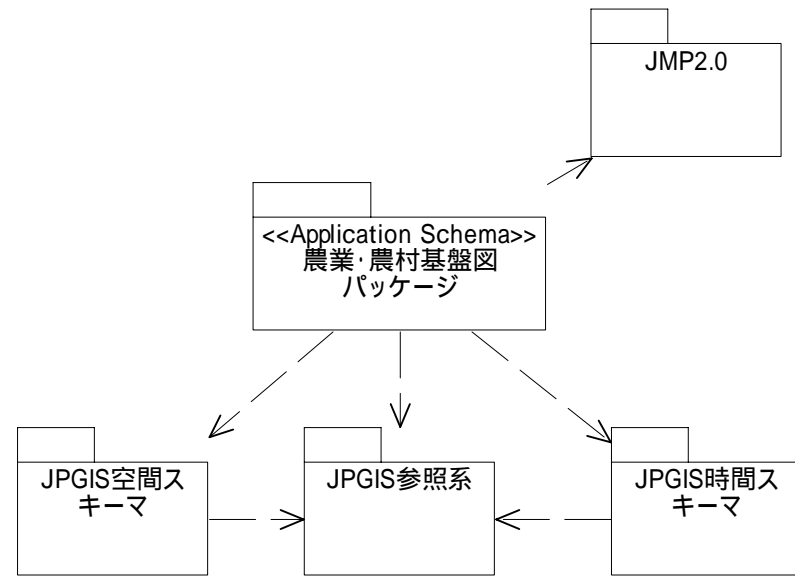 JMP2.0
<<Application Schema>>
農業・農村基盤図
パッケージ
JPGIS空間ス
キーマ
JPGIS参照系
JPGIS時間ス
キーマ